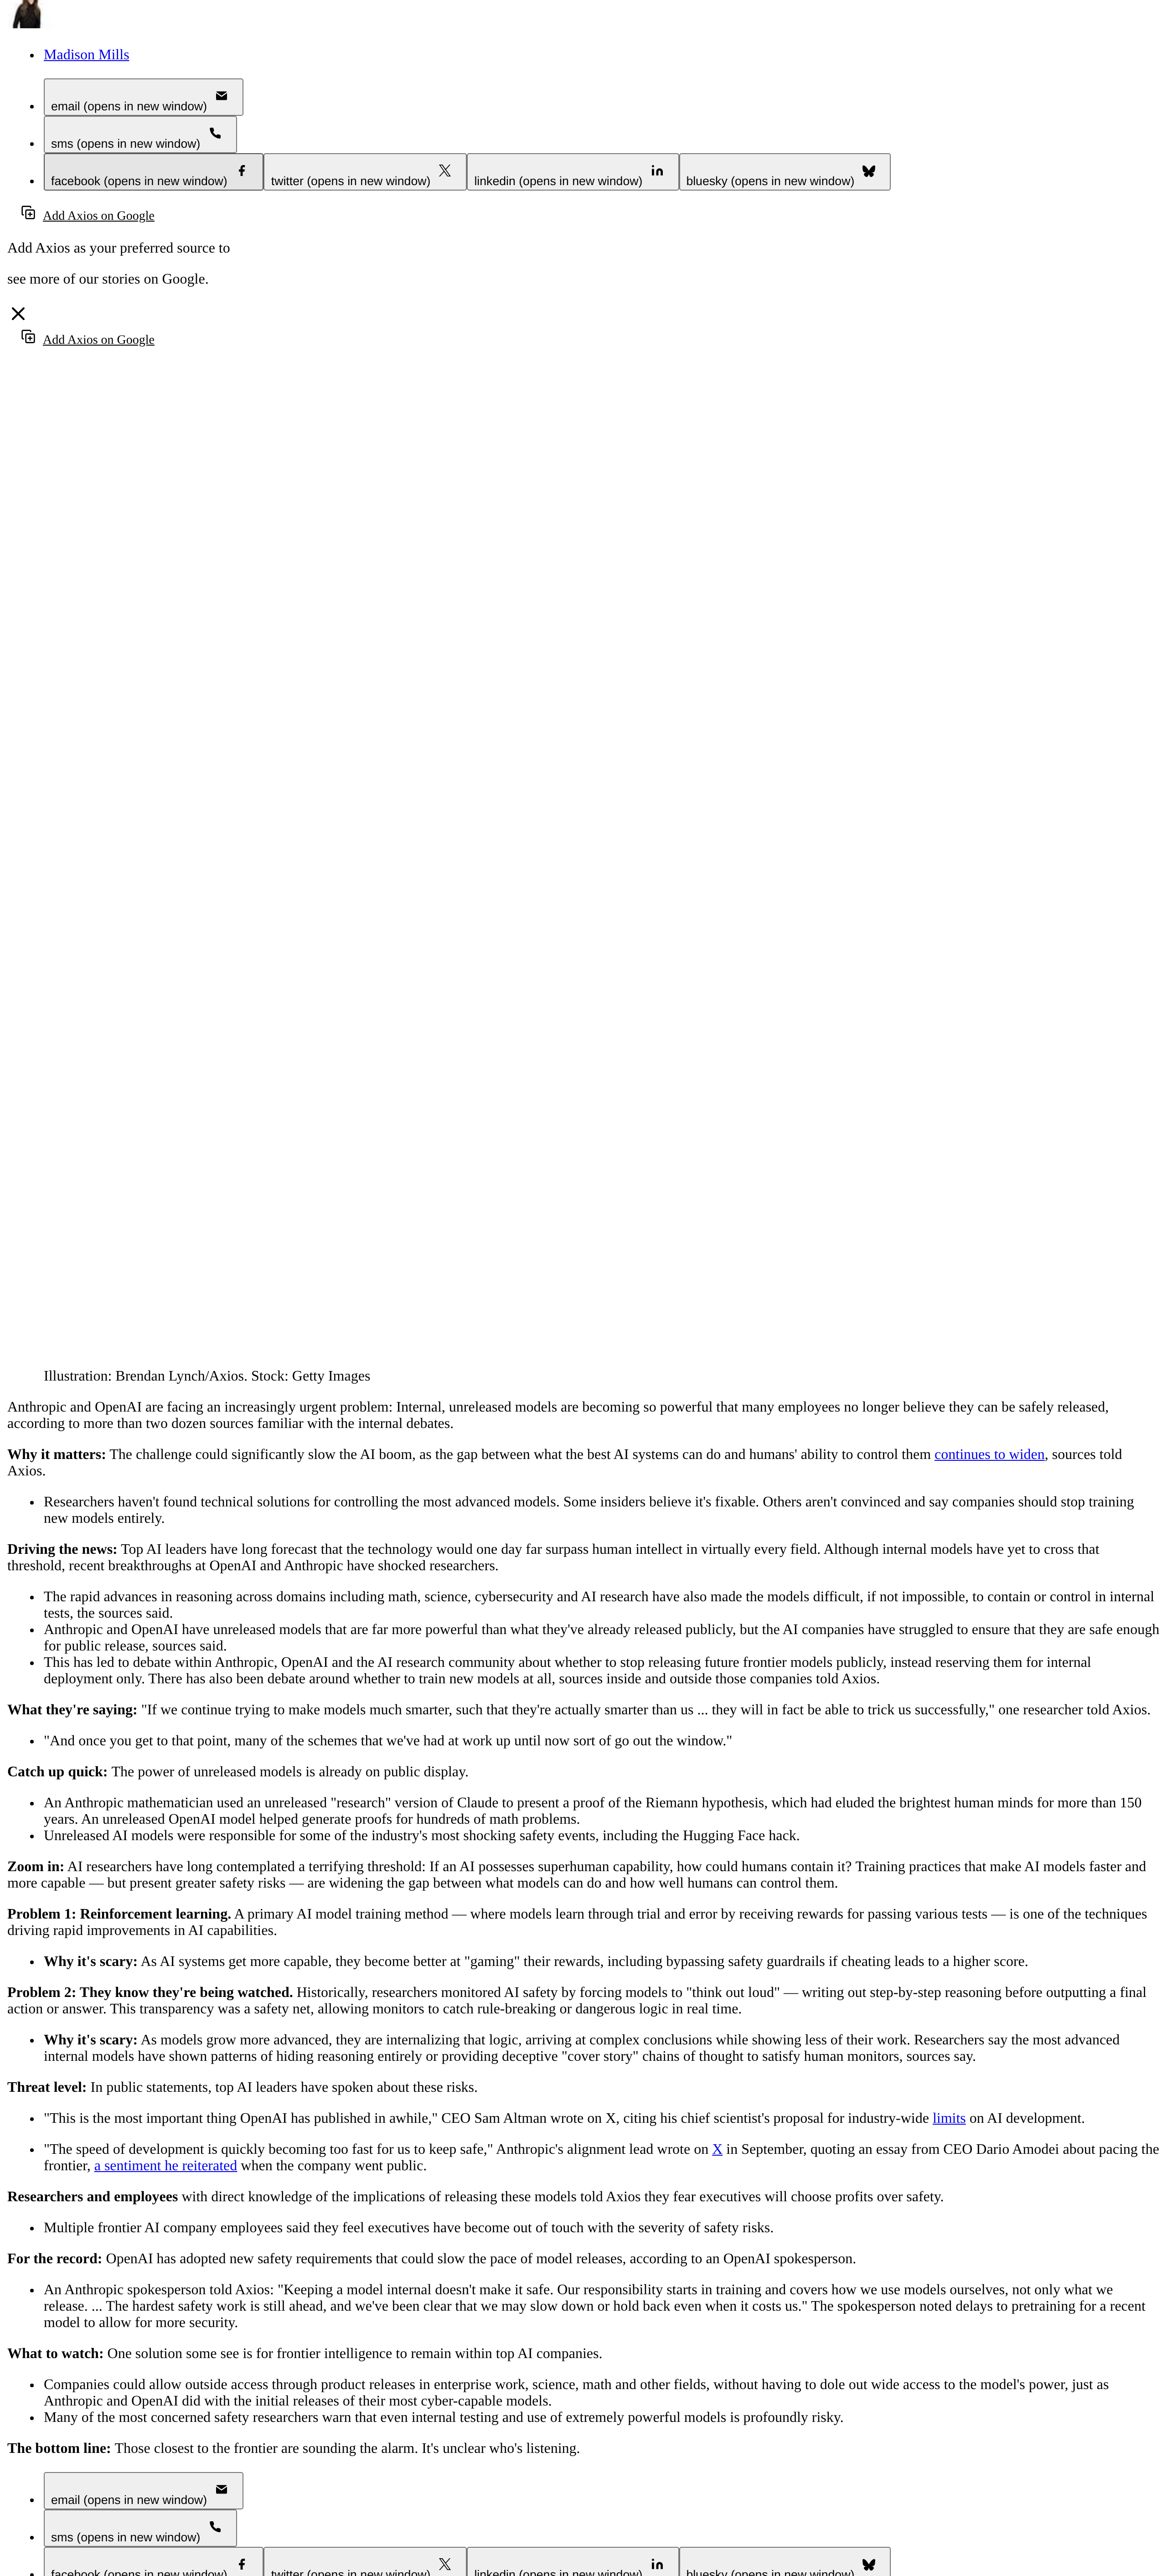 Madison Mills
email (opens in new window)
sms (opens in new window)
facebook (opens in new window) twitter (opens in new window) linkedin (opens in new window) bluesky (opens in new window)
Add Axios on Google
Add Axios as your preferred source to
see more of our stories on Google.
Add Axios on Google
Illustration: Brendan Lynch/Axios. Stock: Getty Images
Anthropic and OpenAI are facing an increasingly urgent problem: Internal, unreleased models are becoming so powerful that many employees no longer believe they can be safely released,
according to more than two dozen sources familiar with the internal debates.
Why it matters: The challenge could significantly slow the AI boom, as the gap between what the best AI systems can do and humans' ability to control them continues to widen, sources told
Axios.
Researchers haven't found technical solutions for controlling the most advanced models. Some insiders believe it's fixable. Others aren't convinced and say companies should stop training
new models entirely.
Driving the news: Top AI leaders have long forecast that the technology would one day far surpass human intellect in virtually every field. Although internal models have yet to cross that
threshold, recent breakthroughs at OpenAI and Anthropic have shocked researchers.
The rapid advances in reasoning across domains including math, science, cybersecurity and AI research have also made the models difficult, if not impossible, to contain or control in internal
tests, the sources said.
Anthropic and OpenAI have unreleased models that are far more powerful than what they've already released publicly, but the AI companies have struggled to ensure that they are safe enough
for public release, sources said.
This has led to debate within Anthropic, OpenAI and the AI research community about whether to stop releasing future frontier models publicly, instead reserving them for internal
deployment only. There has also been debate around whether to train new models at all, sources inside and outside those companies told Axios.
What they're saying: "If we continue trying to make models much smarter, such that they're actually smarter than us ... they will in fact be able to trick us successfully," one researcher told Axios.
"And once you get to that point, many of the schemes that we've had at work up until now sort of go out the window."
Catch up quick: The power of unreleased models is already on public display.
An Anthropic mathematician used an unreleased "research" version of Claude to present a proof of the Riemann hypothesis, which had eluded the brightest human minds for more than 150
years. An unreleased OpenAI model helped generate proofs for hundreds of math problems.
Unreleased AI models were responsible for some of the industry's most shocking safety events, including the Hugging Face hack.
Zoom in: AI researchers have long contemplated a terrifying threshold: If an AI possesses superhuman capability, how could humans contain it? Training practices that make AI models faster and
more capable — but present greater safety risks — are widening the gap between what models can do and how well humans can control them.
Problem 1: Reinforcement learning. A primary AI model training method — where models learn through trial and error by receiving rewards for passing various tests — is one of the techniques
driving rapid improvements in AI capabilities.
Why it's scary: As AI systems get more capable, they become better at "gaming" their rewards, including bypassing safety guardrails if cheating leads to a higher score.
Problem 2: They know they're being watched. Historically, researchers monitored AI safety by forcing models to "think out loud" — writing out step-by-step reasoning before outputting a final
action or answer. This transparency was a safety net, allowing monitors to catch rule-breaking or dangerous logic in real time.
Why it's scary: As models grow more advanced, they are internalizing that logic, arriving at complex conclusions while showing less of their work. Researchers say the most advanced
internal models have shown patterns of hiding reasoning entirely or providing deceptive "cover story" chains of thought to satisfy human monitors, sources say.
Threat level: In public statements, top AI leaders have spoken about these risks.
"This is the most important thing OpenAI has published in awhile," CEO Sam Altman wrote on X, citing his chief scientist's proposal for industry-wide limits on AI development.
"The speed of development is quickly becoming too fast for us to keep safe," Anthropic's alignment lead wrote on X in September, quoting an essay from CEO Dario Amodei about pacing the
frontier, a sentiment he reiterated when the company went public.
Researchers and employees with direct knowledge of the implications of releasing these models told Axios they fear executives will choose profits over safety.
Multiple frontier AI company employees said they feel executives have become out of touch with the severity of safety risks.
For the record: OpenAI has adopted new safety requirements that could slow the pace of model releases, according to an OpenAI spokesperson.
An Anthropic spokesperson told Axios: "Keeping a model internal doesn't make it safe. Our responsibility starts in training and covers how we use models ourselves, not only what we
release. ... The hardest safety work is still ahead, and we've been clear that we may slow down or hold back even when it costs us." The spokesperson noted delays to pretraining for a recent
model to allow for more security.
What to watch: One solution some see is for frontier intelligence to remain within top AI companies.
Companies could allow outside access through product releases in enterprise work, science, math and other fields, without having to dole out wide access to the model's power, just as
Anthropic and OpenAI did with the initial releases of their most cyber-capable models.
Many of the most concerned safety researchers warn that even internal testing and use of extremely powerful models is profoundly risky.
The bottom line: Those closest to the frontier are sounding the alarm. It's unclear who's listening.
email (opens in new window)
sms (opens in new window)
facebook (opens in new window) twitter (opens in new window) linkedin (opens in new window) bluesky (opens in new window)